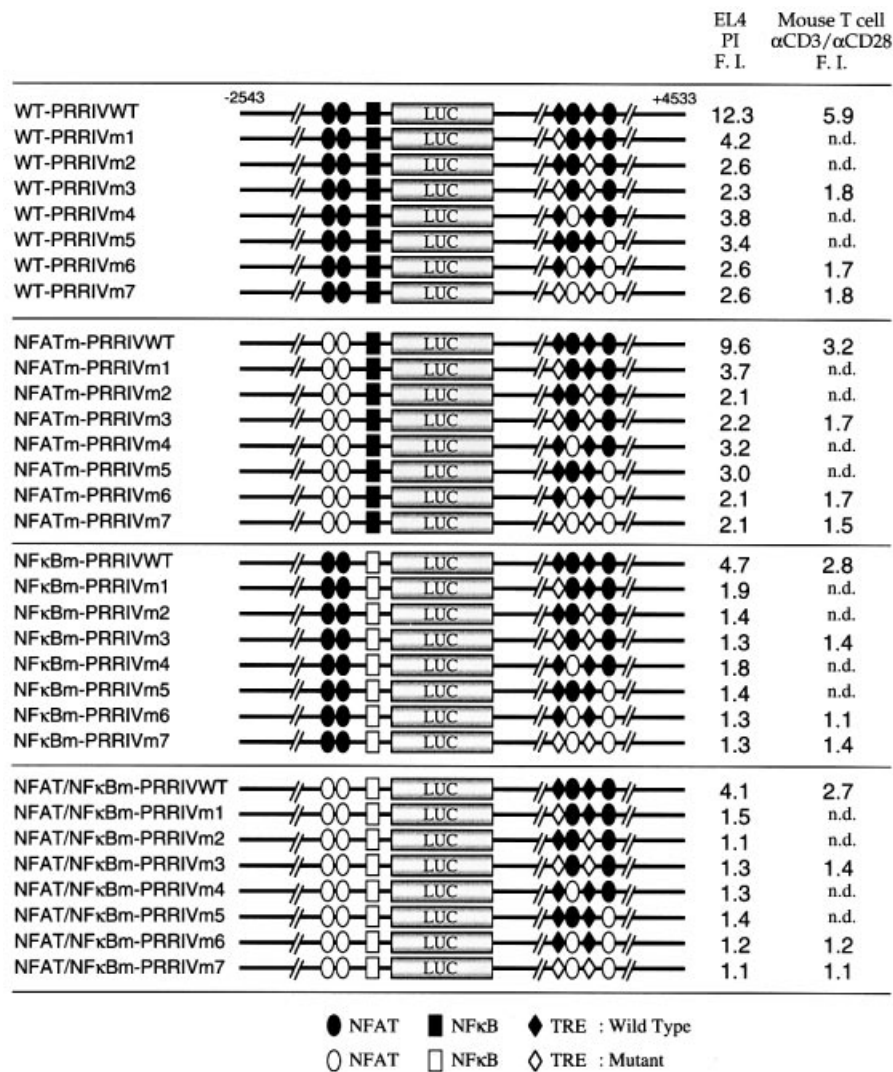 EL4 Mouse T cell
PI αCD3/αCD28
F. I. F. I.
-2543 +4533
WT-PRRIVWT LUC 12.3 5.9
WT-PRRIVm1 LUC 4.2 n.d.
WT-PRRIVm2 LUC 2.6 n.d.
WT-PRRIVm3 LUC 2.3 1.8
WT-PRRIVm4 LUC 3.8 n.d.
WT-PRRIVm5 LUC 3.4 n.d.
WT-PRRIVm6 LUC 2.6 1.7
WT-PRRIVm7 LUC 2.6 1.8
NFATm-PRRIVWT LUC 9.6 3.2
NFATm-PRRIVm1 LUC 3.7 n.d.
NFATm-PRRIVm2 LUC 2.1 n.d.
NFATm-PRRIVm3 LUC 2.2 1.7
NFATm-PRRIVm4 LUC 3.2 n.d.
NFATm-PRRIVm5 LUC 3.0 n.d.
NFATm-PRRIVm6 LUC 2.1 1.7
NFATm-PRRIVm7 LUC 2.1 1.5
NFκBm-PRRIVWT LUC 4.7 2.8
NFκBm-PRRIVm1 LUC 1.9 n.d.
NFκBm-PRRIVm2 LUC 1.4 n.d.
NFκBm-PRRIVm3 LUC 1.3 1.4
NFκBm-PRRIVm4 LUC 1.8 n.d.
NFκBm-PRRIVm5 LUC 1.4 n.d.
NFκBm-PRRIVm6 LUC 1.3 1.1
NFκBm-PRRIVm7 LUC 1.3 1.4
NFAT/NFκBm-PRRIVWT LUC 4.1 2.7
NFAT/NFκBm-PRRIVm1 LUC 1.5 n.d.
NFAT/NFκBm-PRRIVm2 LUC 1.1 n.d.
NFAT/NFκBm-PRRIVm3 LUC 1.3 1.4
NFAT/NFκBm-PRRIVm4 LUC 1.3 n.d.
NFAT/NFκBm-PRRIVm5 LUC 1.4 n.d.
NFAT/NFκBm-PRRIVm6 LUC 1.2 1.2
NFAT/NFκBm-PRRIVm7 LUC 1.1 1.1
NFAT NFκB TRE : Wild Type
NFAT NFκB TRE : Mutant